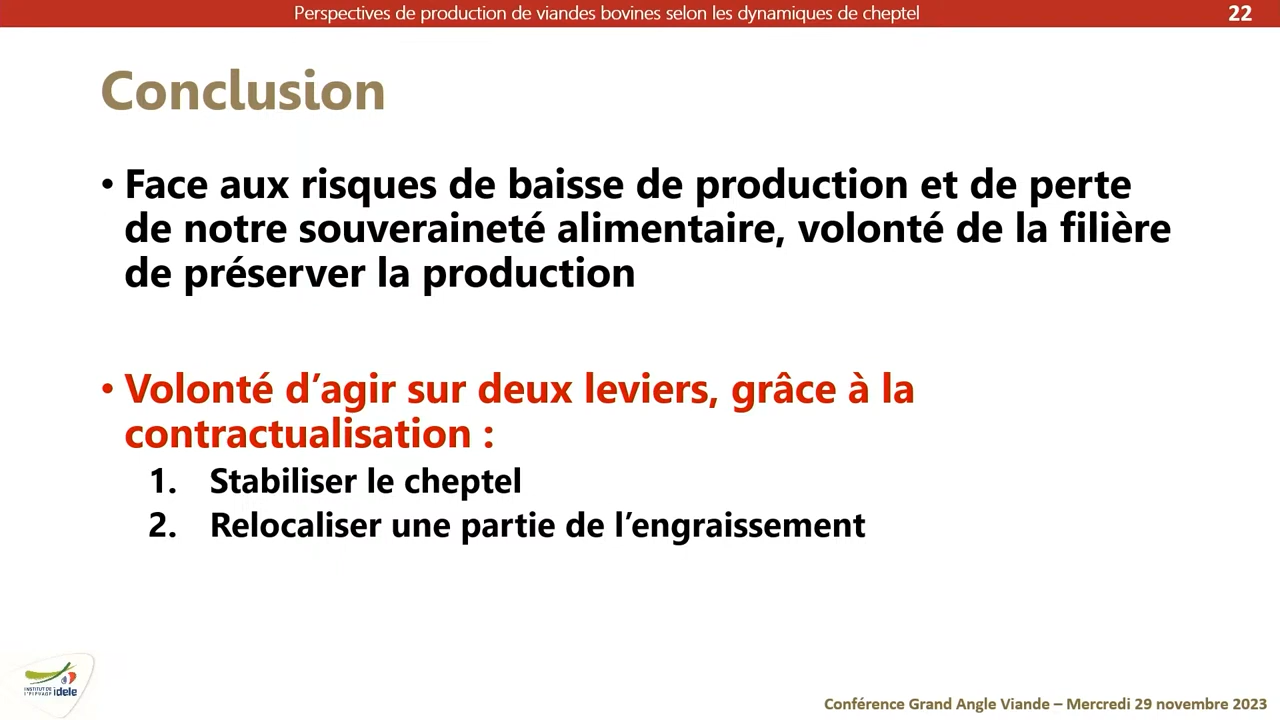 Perspectives de production de viandes bovines selon les dynamiques de cheptel
22
Conclusion
• Face aux risques de baisse de production et de perte
de notre souveraineté alimentaire, volonté de la filière
de préserver la production
• Volonté d’agir sur deux leviers, grâce à la
contractualisation :
1. Stabiliser le cheptel
2. Relocaliser une partie de l’engraissement
INSTITUT DE
L'ÉLEVAGE idele
Conférence Grand Angle Viande – Mercredi 29 novembre 2023